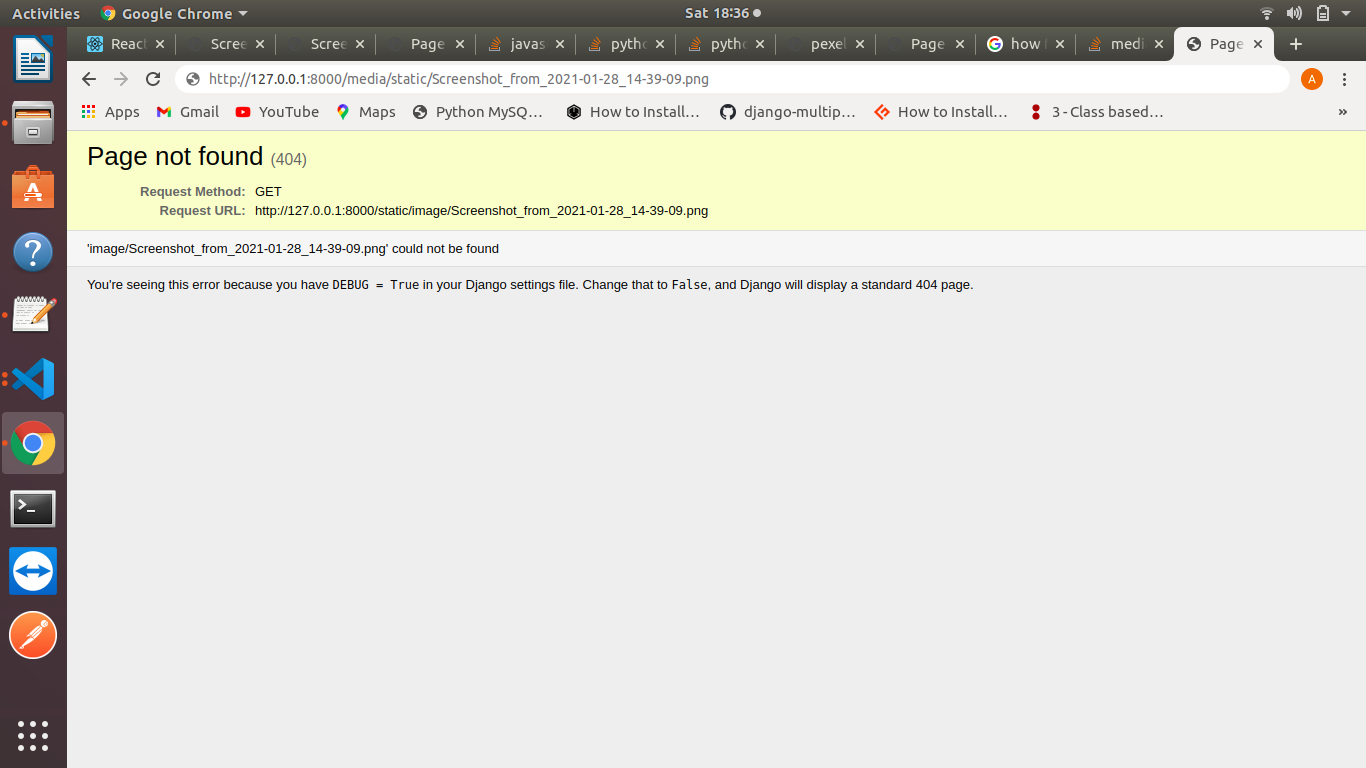 Activities
Google Chrome
Sat 18:36
React
Scree
Scree
Page
javas
pytho
pytho
pexel
Page
how
medi
Page
http://127.0.0.1:8000/media/static/Screenshot_from_2021-01-28_14-39-09.png
A
Apps
Gmail
YouTube
Maps
Python MySQ…
How to Install…
django-multip…
How to Install…
3 - Class based…
»
Page not found (404)
Request Method: GET
Request URL: http://127.0.0.1:8000/static/image/Screenshot_from_2021-01-28_14-39-09.png
'image/Screenshot_from_2021-01-28_14-39-09.png' could not be found
You're seeing this error because you have DEBUG = True in your Django settings file. Change that to False, and Django will display a standard 404 page.